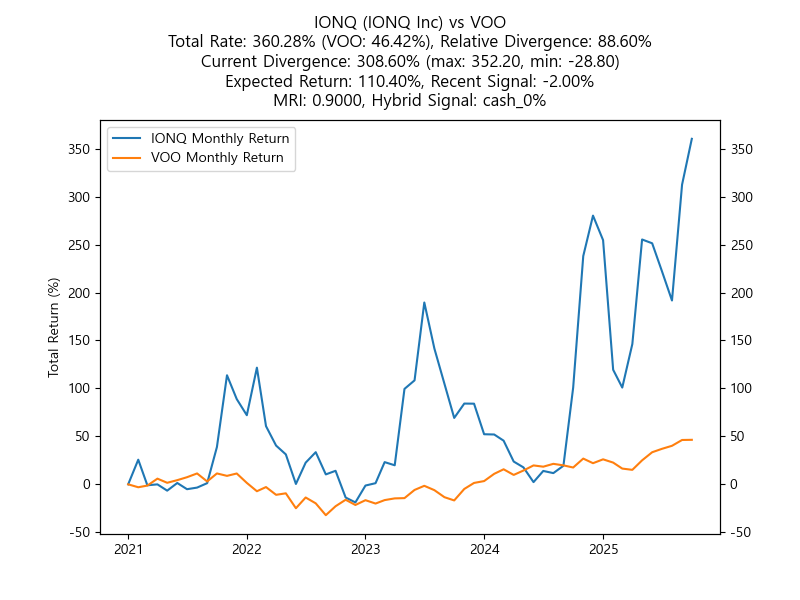 IONQ (IONQ Inc) vs VOO
Total Rate: 360.28% (VOO: 46.42%), Relative Divergence: 88.60%
Current Divergence: 308.60% (max: 352.20, min: -28.80)
Expected Return: 110.40%, Recent Signal: -2.00%
MRI: 0.9000, Hybrid Signal: cash_0%
IONQ Monthly Return
VOO Monthly Return
Total Return (%)
350
300
250
200
150
100
50
0
-50
350
300
250
200
150
100
50
0
-50
2021
2022
2023
2024
2025